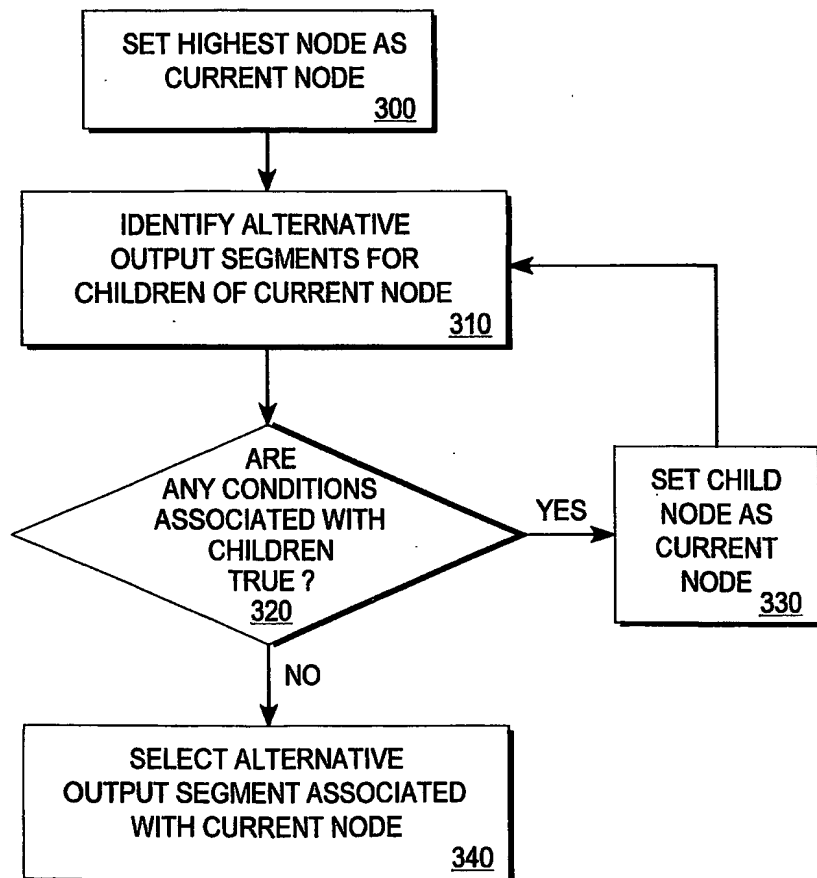 SET HIGHEST NODE AS
CURRENT NODE
300
IDENTIFY ALTERNATIVE
OUTPUT SEGMENTS FOR
CHILDREN OF CURRENT NODE
310
ARE
ANY CONDITIONS
ASSOCIATED WITH
CHILDREN
TRUE ?
320
YES
SET CHILD
NODE AS
CURRENT
NODE
330
NO
SELECT ALTERNATIVE
OUTPUT SEGMENT ASSOCIATED
WITH CURRENT NODE
340